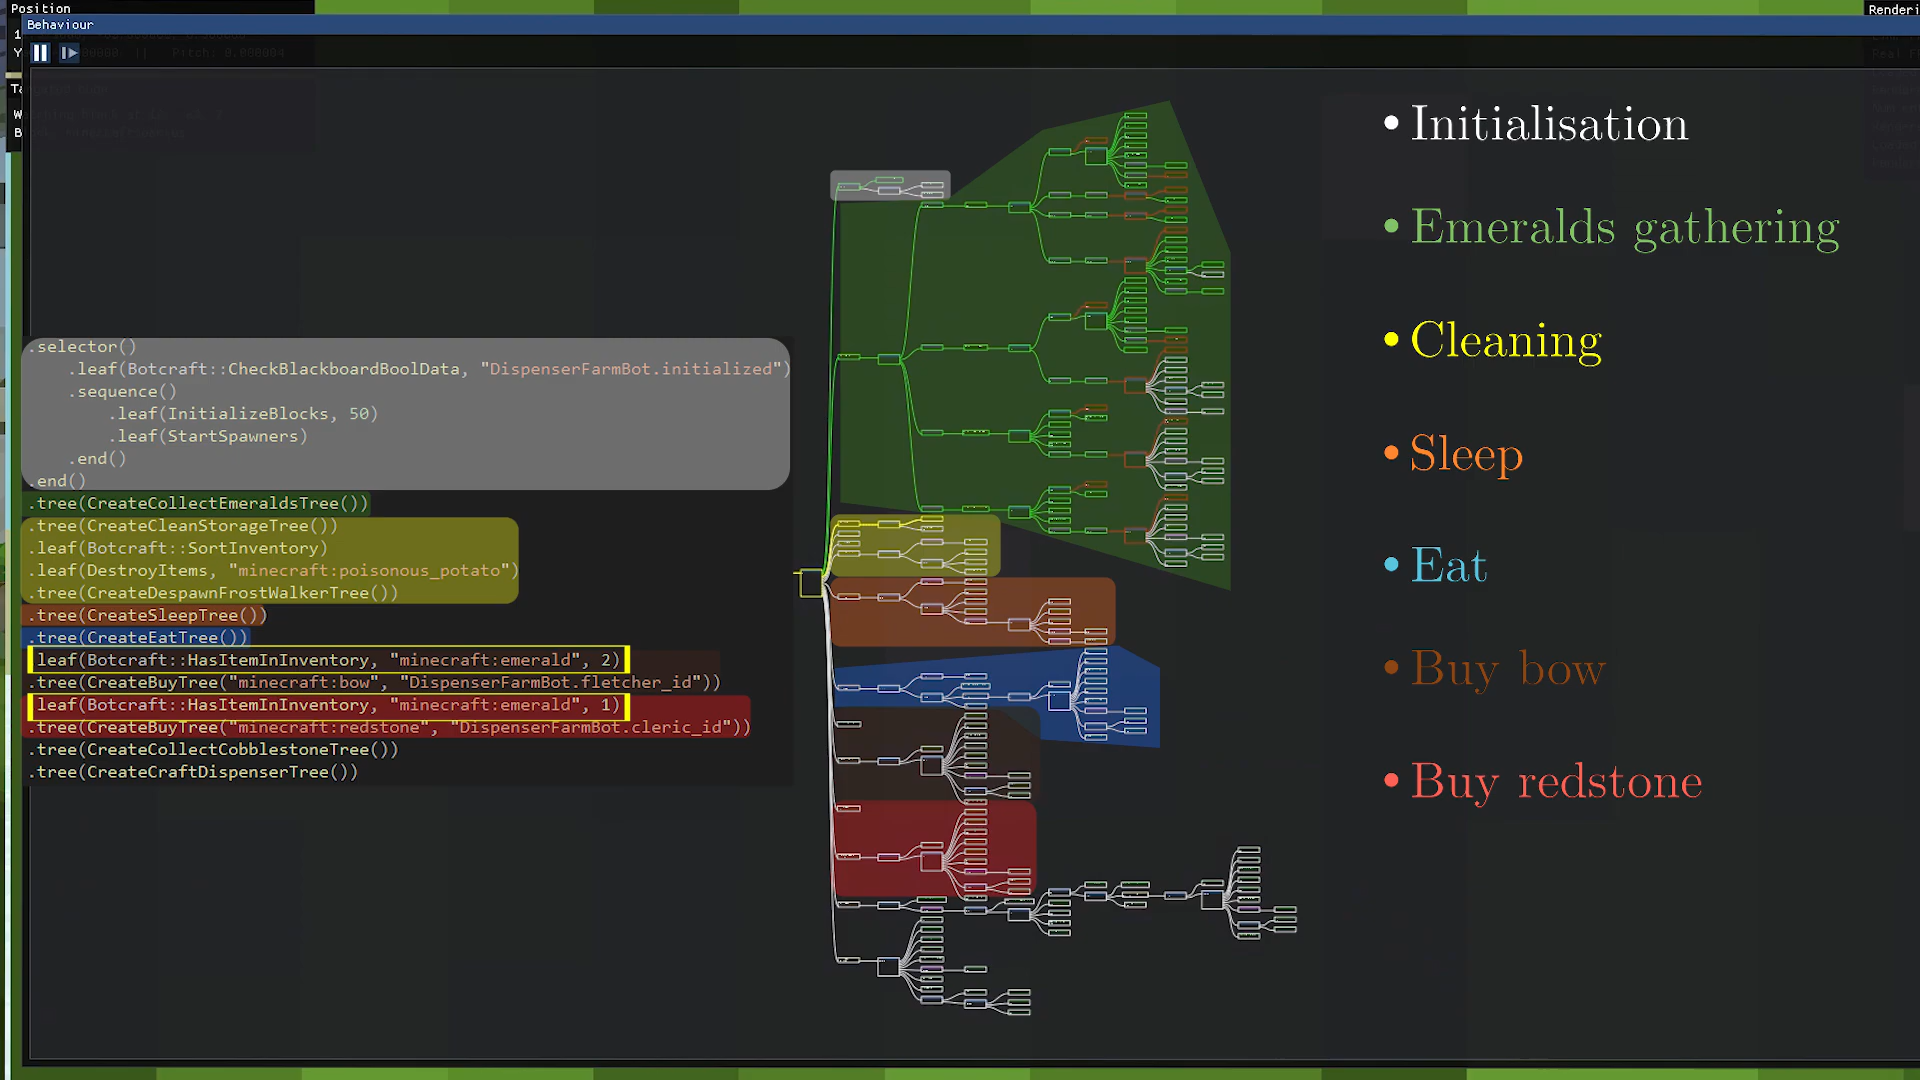 Position
Renderi
Behaviour
.selector()
.leaf(Botcraft::CheckBlackboardBoolData, "DispenserFarmBot.initialized")
.sequence()
.leaf(InitializeBlocks, 50)
.leaf(StartSpawners)
.end()
.end()
.tree(CreateCollectEmeraldsTree())
.tree(CreateCleanStorageTree())
.leaf(Botcraft::SortInventory)
.leaf(DestroyItems, "minecraft:poisonous_potato")
.tree(CreateDespawnFrostWalkerTree())
.tree(CreateSleepTree())
.tree(CreateEatTree())
leaf(Botcraft::HasItemInInventory, "minecraft:emerald", 2)
.tree(CreateBuyTree("minecraft:bow", "DispenserFarmBot.fletcher_id"))
leaf(Botcraft::HasItemInInventory, "minecraft:emerald", 1)
.tree(CreateBuyTree("minecraft:redstone", "DispenserFarmBot.cleric_id"))
.tree(CreateCollectCobblestoneTree())
.tree(CreateCraftDispenserTree())
• Initialisation
• Emeralds gathering
• Cleaning
• Sleep
• Eat
• Buy bow
• Buy redstone